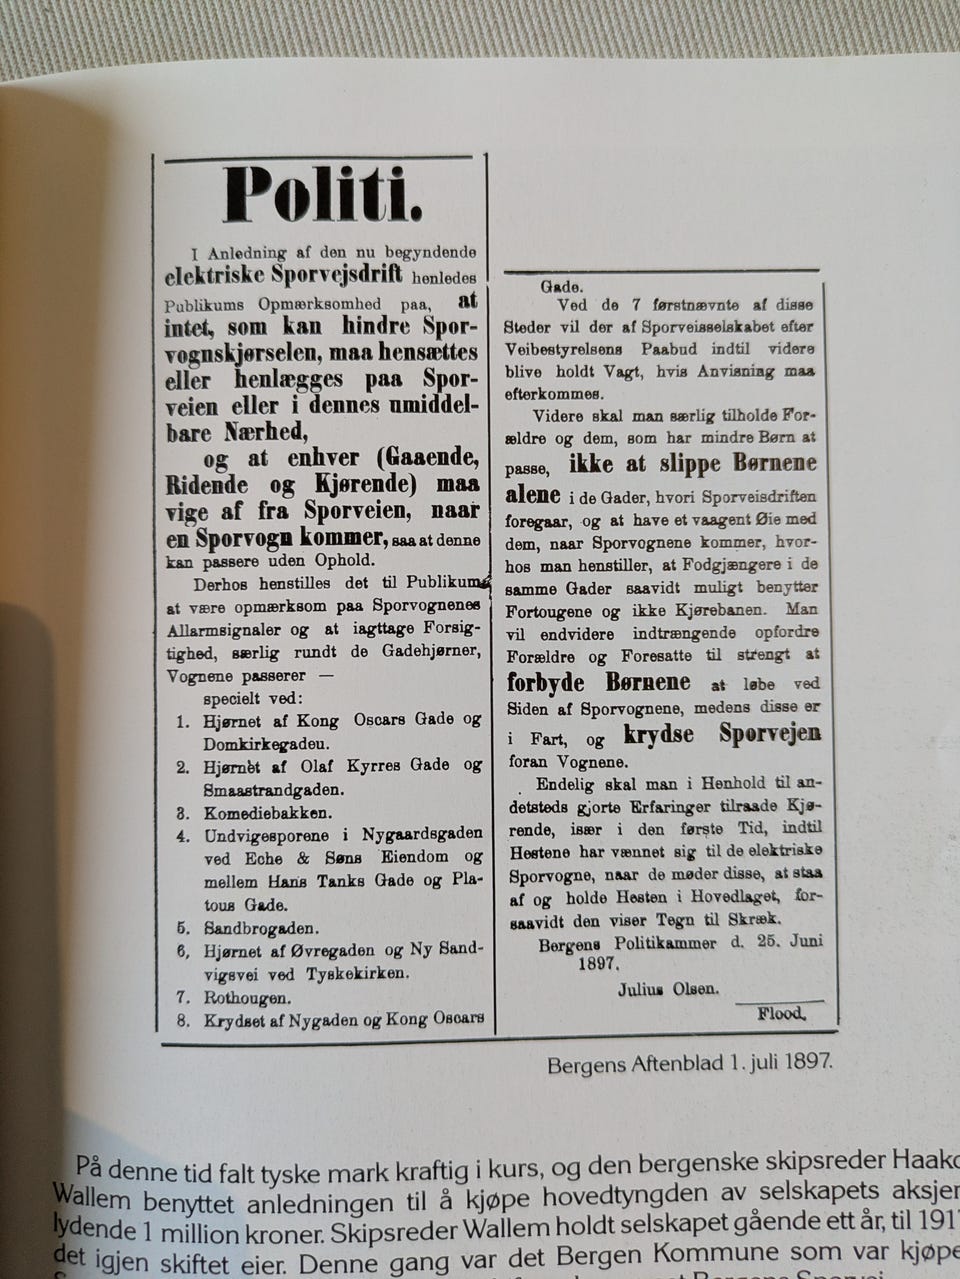 Politi.
I Anledning af den nu begyndende
elektriske Sporvejsdrift henledes
Publikums Opmærksomhed paa, at
intet, som kan hindre Spor-
vognskjørselen, maa hensættes
eller henlægges paa Spor-
veien eller i dennes umiddel-
bare Nærhed,
og at enhver (Gaaende,
Ridende og Kjørende) maa
vige af fra Sporveien, naar
en Sporvogn kommer, saa at denne
kan passere uden Ophold.
Derhos henstilles det til Publikum
at være opmærksom paa Sporvognenes
Allarmsignaler og at iagttage Forsig-
tighed, særlig rundt de Gadehjørner,
Vognene passerer —
specielt ved:
1. Hjørnet af Kong Oscars Gade og
Domkirkegadeu.
2. Hjørnet af Olaf Kyrres Gade og
Smaastrandgaden.
3. Komediebakken.
4. Undvigesporene i Nygaardsgaden
ved Eche & Søns Eiendom og
mellem Hans Tanks Gade og Pla-
tous Gade.
5. Sandbrogaden.
6, Hjørnet af Øvregaden og Ny Sand-
vigsvei ved Tyskekirken.
7. Rothougen.
8. Krydset af Nygaden og Kong Oscars
Gade.
Ved de 7 førstnævnte af disse
Steder vil der af Sporveisselskabet efter
Veibestyrelsens Paabud indtil videre
blive holdt Vagt, hvis Anvisning maa
efterkommes.
Videre skal man særlig tilholde For-
ældre og dem, som har mindre Børn at
passe, ikke at slippe Børnene
alene i de Gader, hvori Sporveisdriften
foregaar, og at have et vaagent Øie med
dem, naar Sporvognene kommer, hvor-
hos man henstiller, at Fodgjængere i de
samme Gader saavidt muligt benytter
Fortougene og ikke Kjørebanen. Man
vil endvidere indtrængende opfordre
Forældre og Foresatte til strengt at
forbyde Børnene at løbe ved
Siden af Sporvognene, medens disse er
i Fart, og krydse Sporvejen
foran Vognene.
Endelig skal man i Henhold til an-
detsteds gjorte Erfaringer tilraade Kjø-
rende, især i den første Tid, indtil
Hestene har vænnet sig til de elektriske
Sporvogne, naar de møder disse, at staa
af og holde Hesten i Hovedlaget, for-
saavidt den viser Tegn til Skræk.
Bergens Politikammer d. 25. Juni
1897.
Julius Olsen.
Flood.
Bergens Aftenblad 1. juli 1897.
På denne tid falt tyske mark kraftig i kurs, og den bergenske skipsreder Haako
Wallem benyttet anledningen til å kjøpe hovedtyngden av selskapets aksjer
lydende 1 million kroner. Skipsreder Wallem holdt selskapet gående ett år, til 191
det igjen skiftet eier. Denne gang var det Bergen Kommune som var kjøpe
Bergens Sporvei